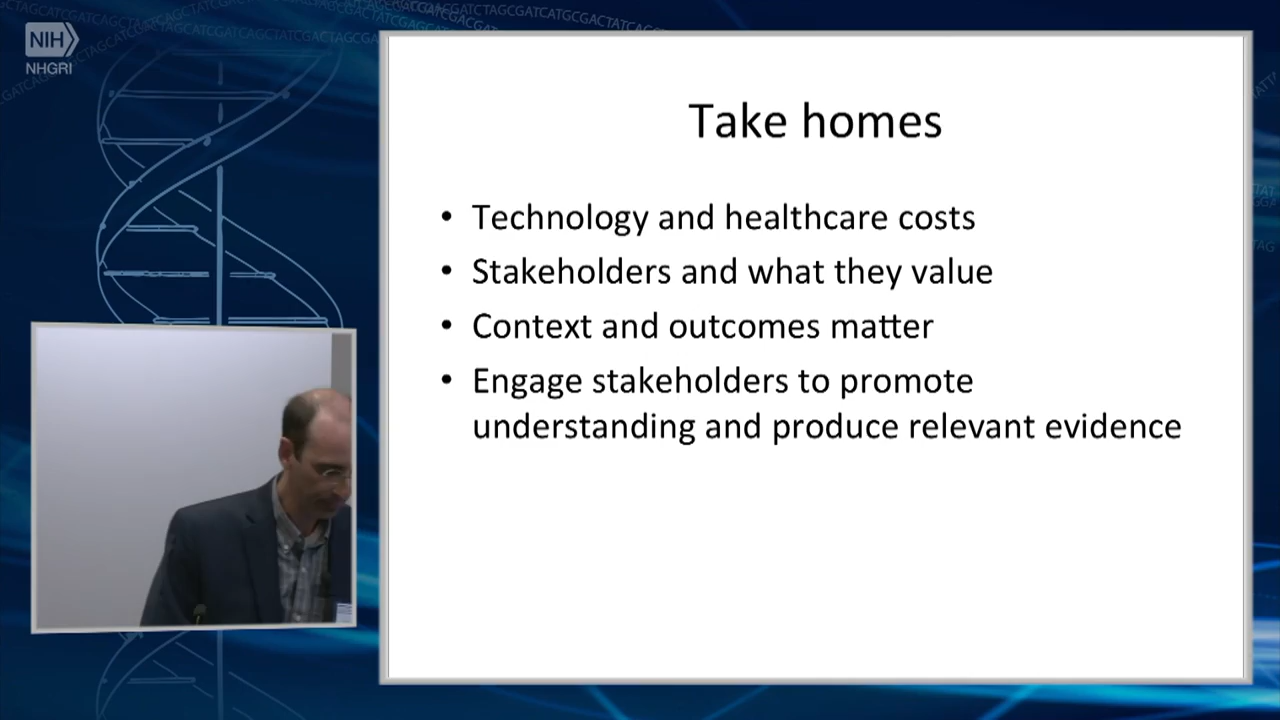 NIH
NHGRI
Take homes
• Technology and healthcare costs
• Stakeholders and what they value
• Context and outcomes matter
• Engage stakeholders to promote
understanding and produce relevant evidence